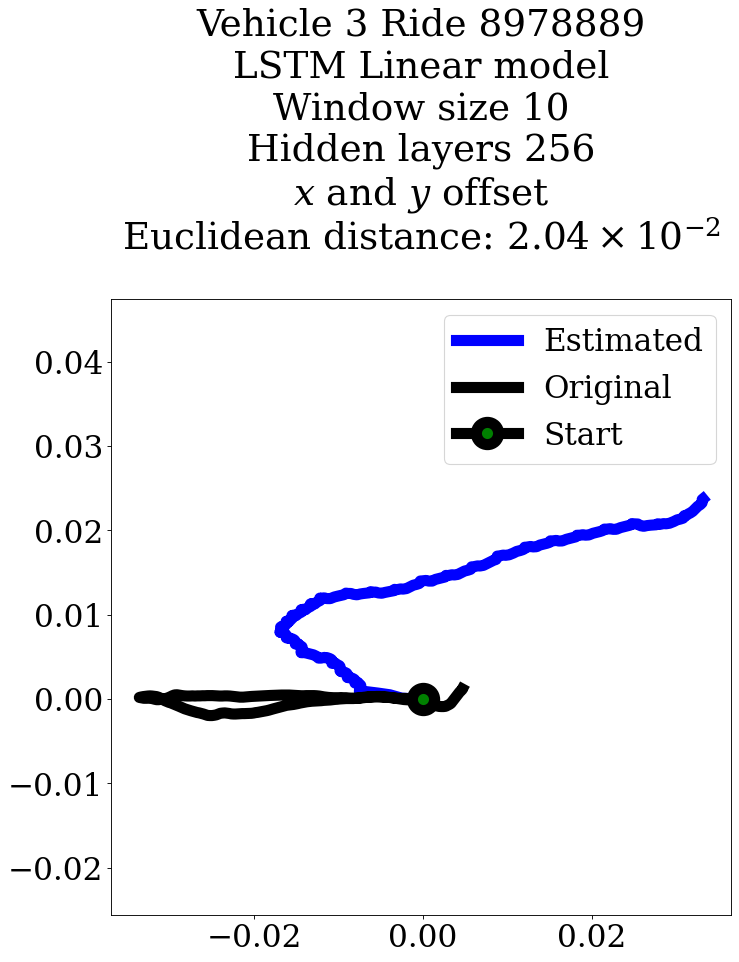 Vehicle 3 Ride 8978889
LSTM Linear model
Window size 10
Hidden layers 256
x and y offset
Euclidean distance: 2.04 × 10⁻²
Estimated
Original
Start
0.04
0.03
0.02
0.01
0.00
−0.01
−0.02
−0.02 0.00 0.02